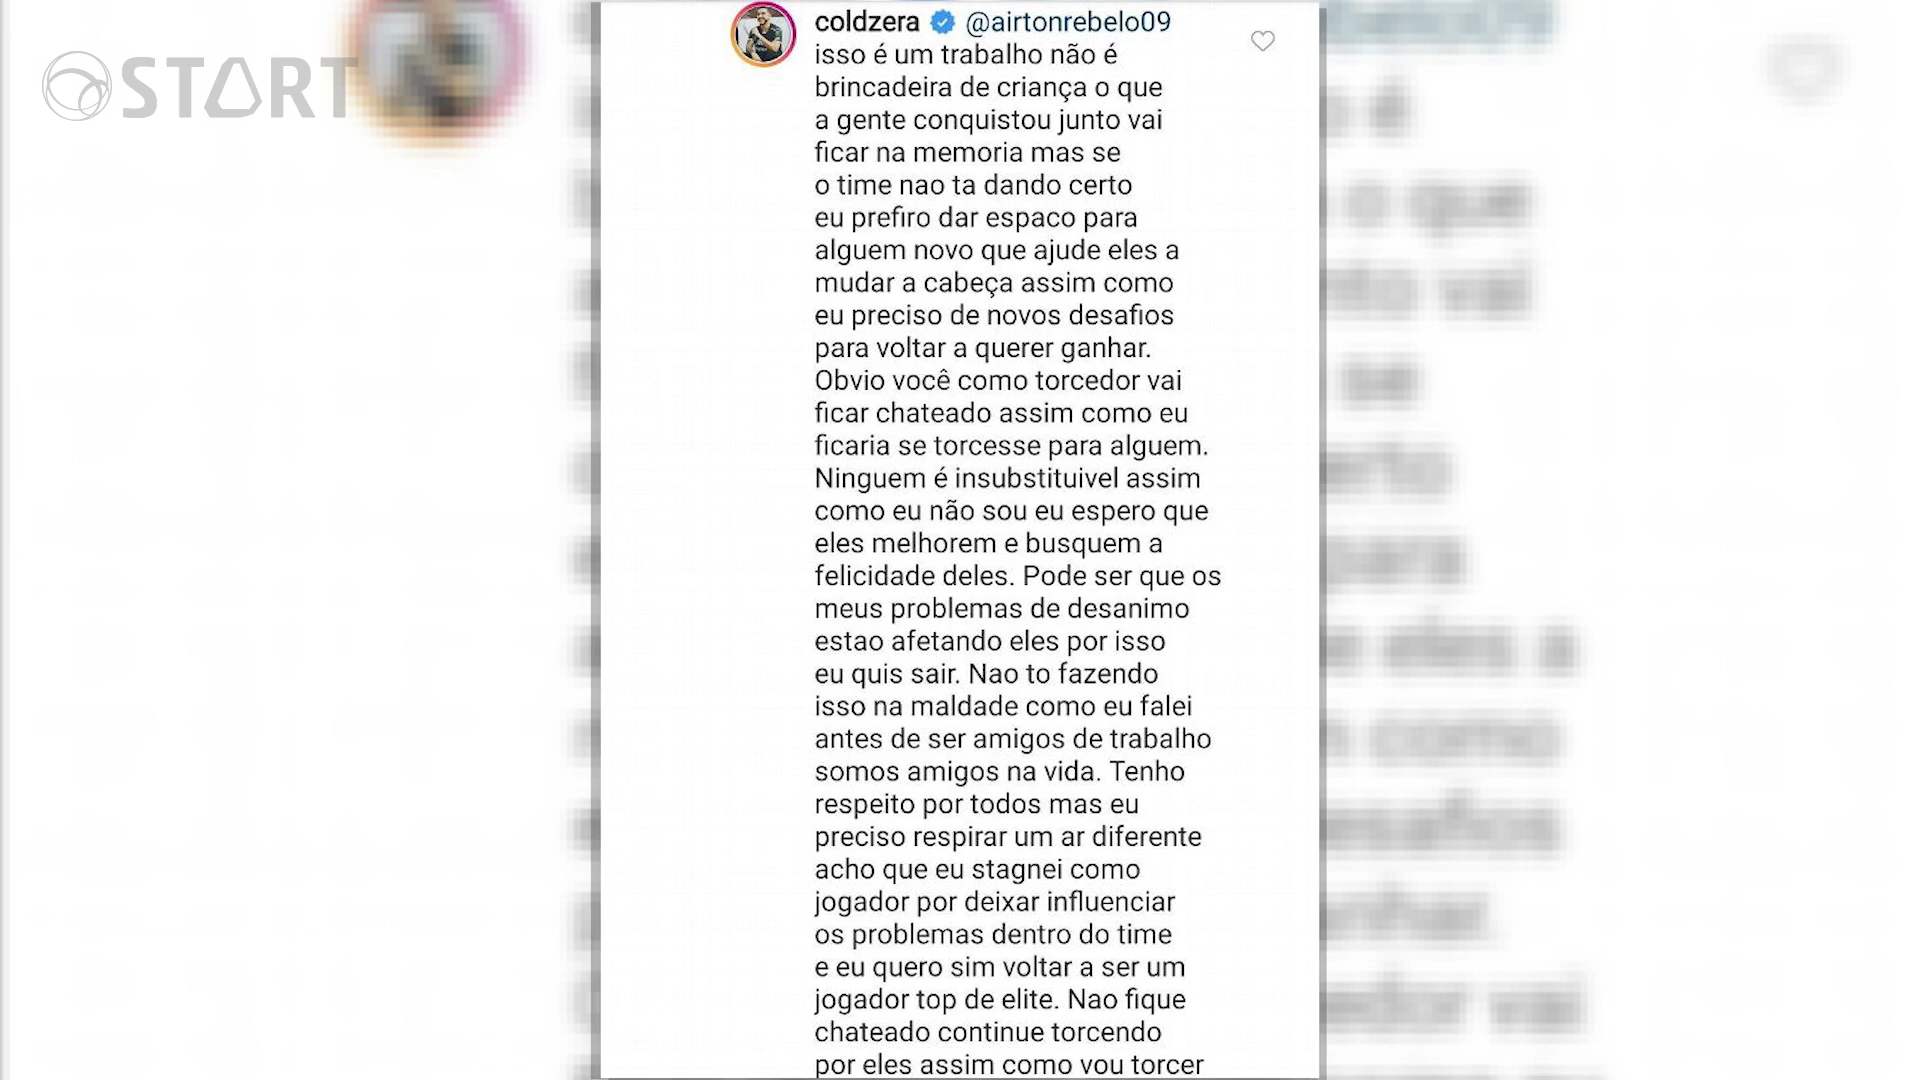 START
coldzera @airtonrebelo09
isso é um trabalho não é
brincadeira de criança o que
a gente conquistou junto vai
ficar na memoria mas se
o time nao ta dando certo
eu prefiro dar espaco para
alguem novo que ajude eles a
mudar a cabeça assim como
eu preciso de novos desafios
para voltar a querer ganhar.
Obvio você como torcedor vai
ficar chateado assim como eu
ficaria se torcesse para alguem.
Ninguem é insubstituivel assim
como eu não sou eu espero que
eles melhorem e busquem a
felicidade deles. Pode ser que os
meus problemas de desanimo
estao afetando eles por isso
eu quis sair. Nao to fazendo
isso na maldade como eu falei
antes de ser amigos de trabalho
somos amigos na vida. Tenho
respeito por todos mas eu
preciso respirar um ar diferente
acho que eu stagnei como
jogador por deixar influenciar
os problemas dentro do time
e eu quero sim voltar a ser um
jogador top de elite. Nao fique
chateado continue torcendo
por eles assim como vou torcer